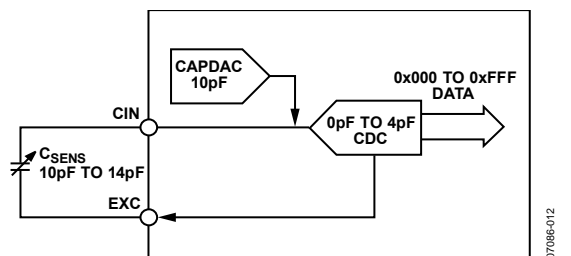 CAPDAC
10pF
0x000 TO 0xFFF
DATA
CIN
0pF TO 4pF
CDC
CSENS
10pF TO 14pF
EXC
07086-012